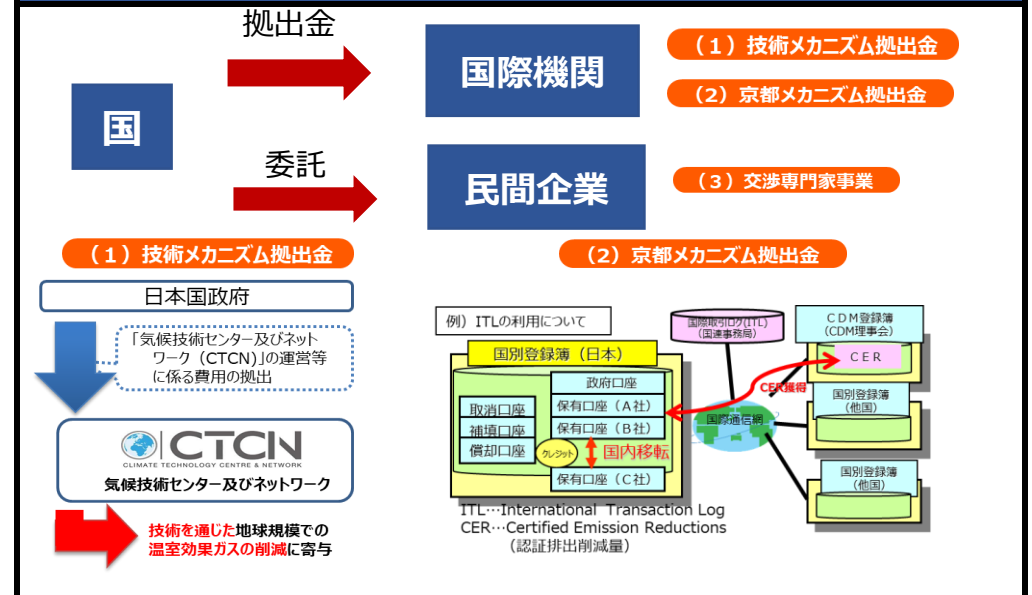 拠出金
国
国際機関
（１）技術メカニズム拠出金
（２）京都メカニズム拠出金
委託
民間企業
（３）交渉専門家事業
（１）技術メカニズム拠出金
日本国政府
「気候技術センター及びネット
ワーク（CTCN)」の運営等
に係る費用の拠出
CTCN
CLIMATE TECHNOLOGY CENTRE & NETWORK
気候技術センター及びネットワーク
技術を通じた地球規模での
温室効果ガスの削減に寄与
（２）京都メカニズム拠出金
例）ITLの利用について
国別登録簿（日本）
政府口座
取消口座
保有口座（A社）
補填口座
保有口座（B社）
償却口座
クレジット
国内移転
保有口座（C社）
国際取引ログ(ITL)
（国連事務局）
CDM登録簿
(CDM理事会)
CER
CER獲得
国際通信網
国別登録簿
（他国）
国別登録簿
（他国）
ITL…International Transaction Log
CER…Certified Emission Reductions
（認証排出削減量）